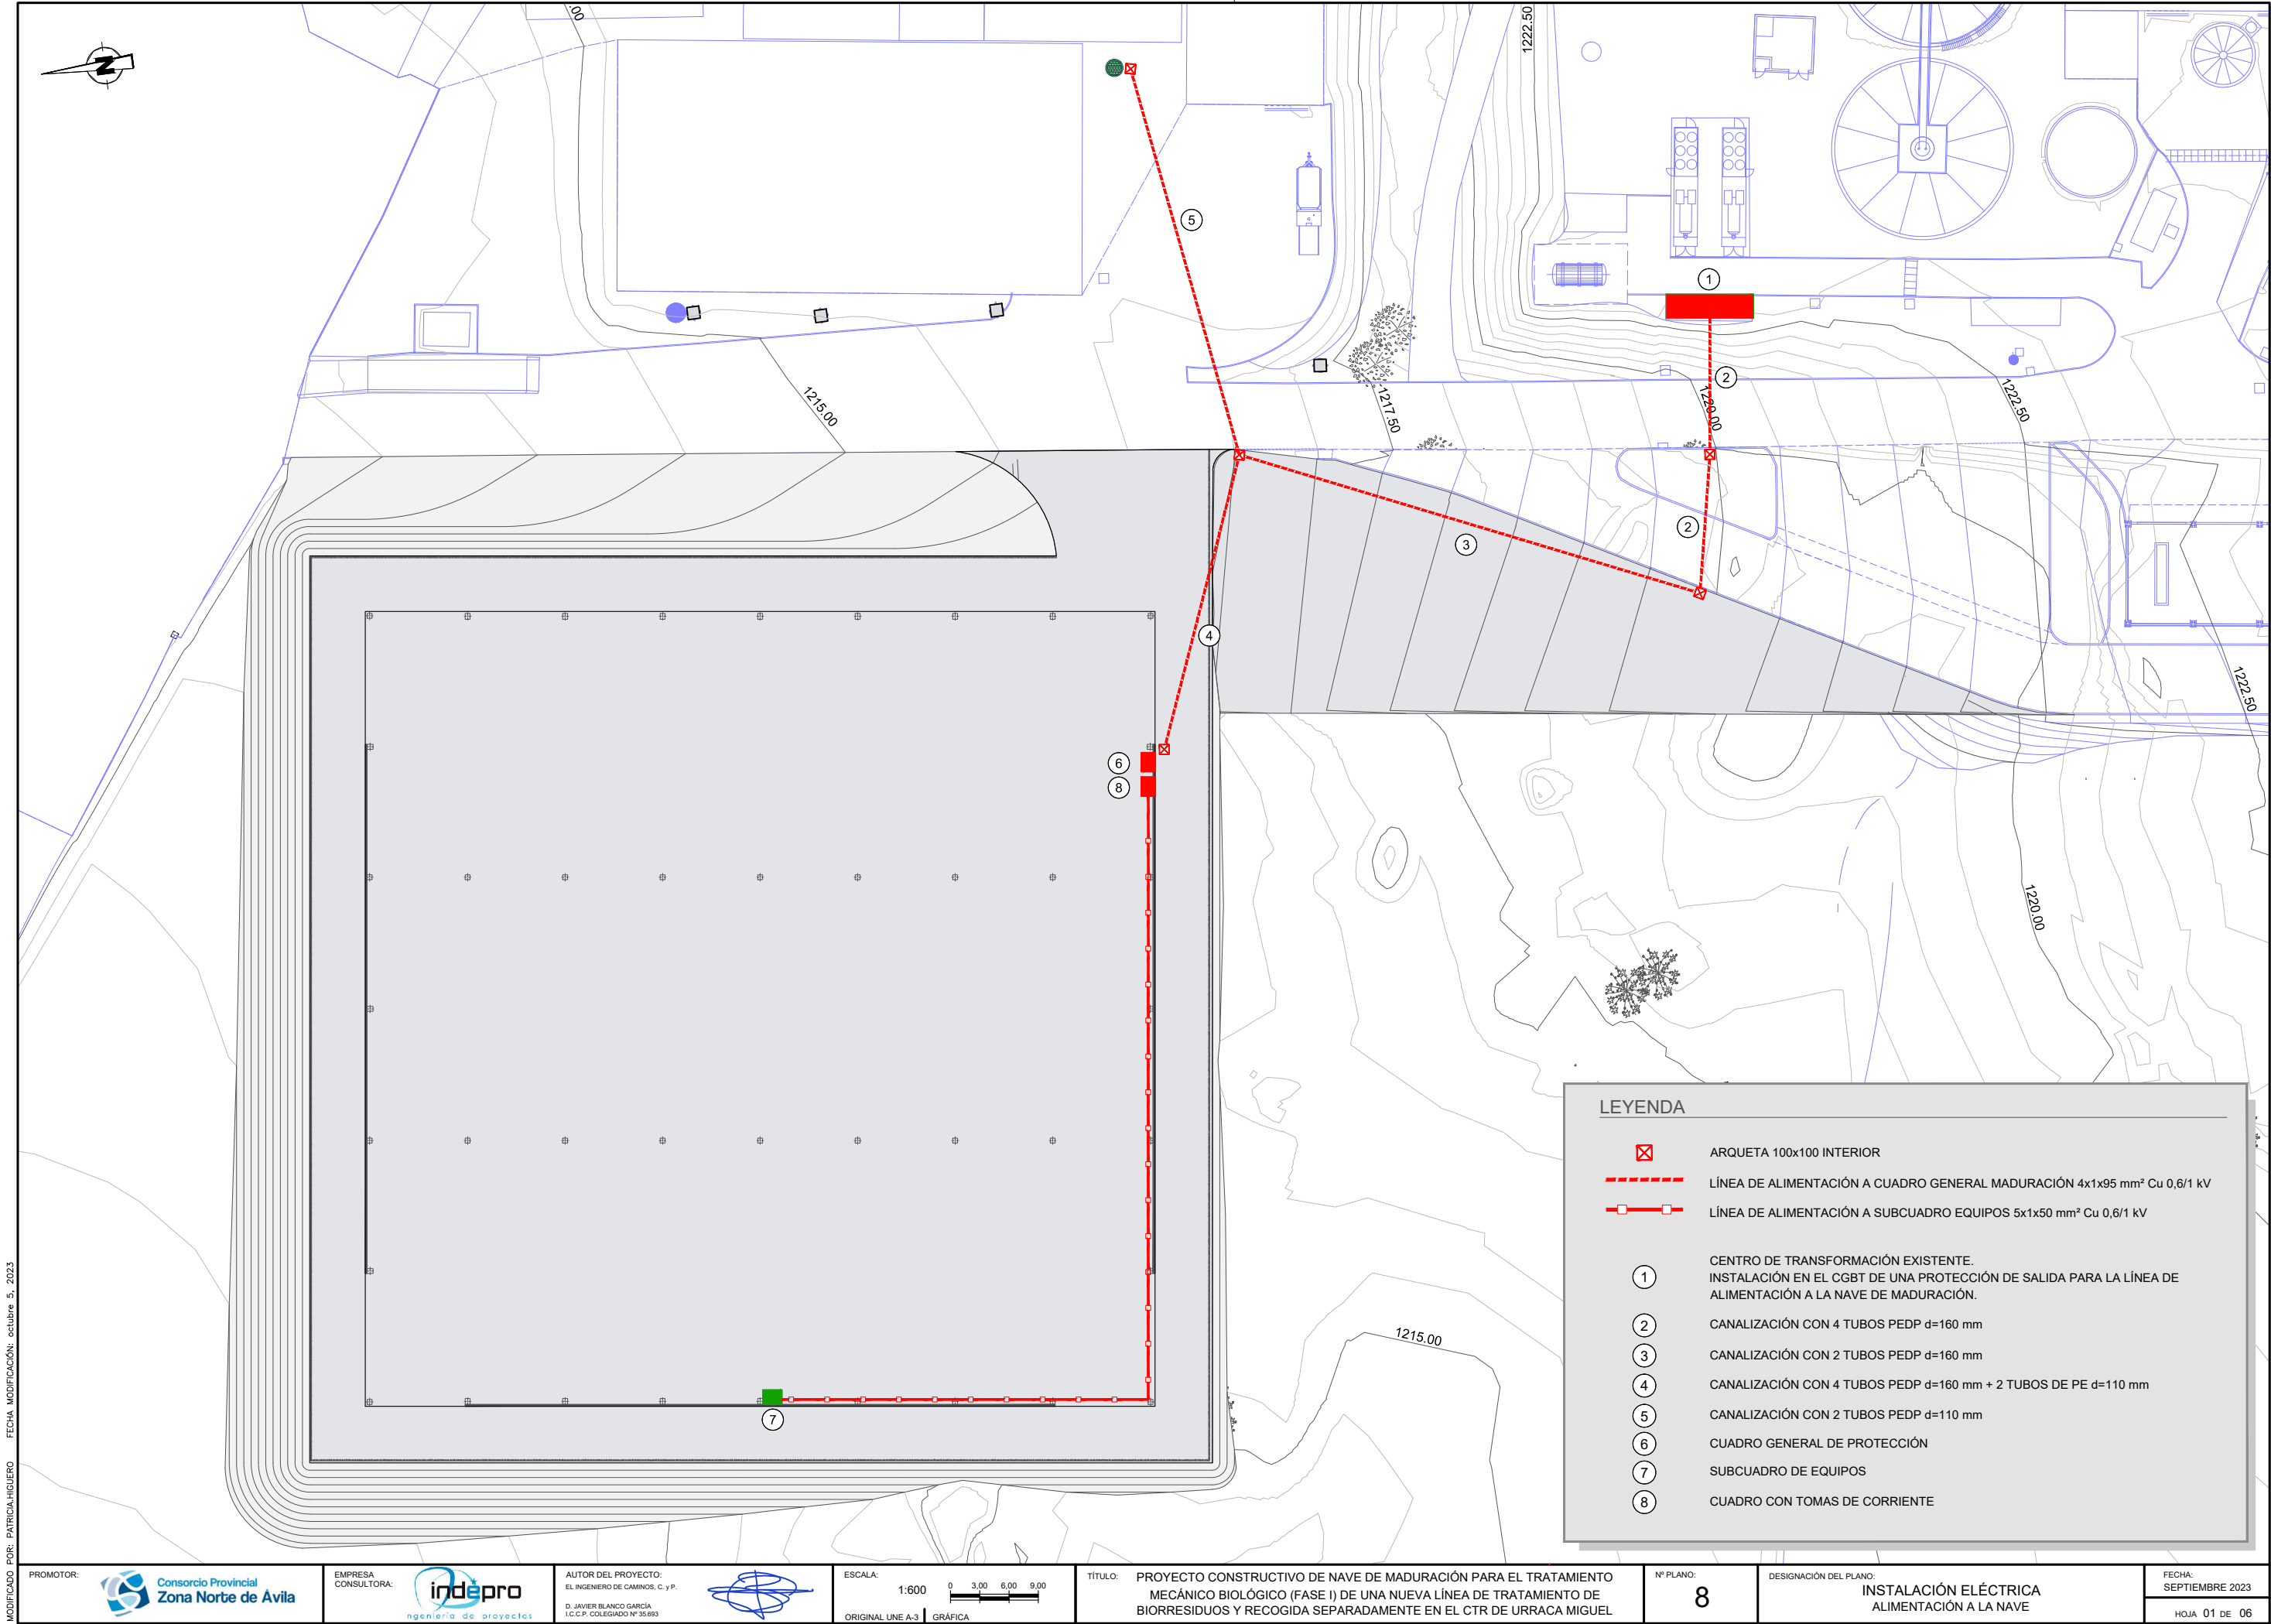 .00
1222.50
5
1
2
1215.00
1217.50
1220.00
1222.50
2
3
4
1222.50
6
8
1220.00
1215.00
7
N
LEYENDA
ARQUETA 100x100 INTERIOR
LÍNEA DE ALIMENTACIÓN A CUADRO GENERAL MADURACIÓN 4x1x95 mm² Cu 0,6/1 kV
LÍNEA DE ALIMENTACIÓN A SUBCUADRO EQUIPOS 5x1x50 mm² Cu 0,6/1 kV
1
CENTRO DE TRANSFORMACIÓN EXISTENTE.
INSTALACIÓN EN EL CGBT DE UNA PROTECCIÓN DE SALIDA PARA LA LÍNEA DE
ALIMENTACIÓN A LA NAVE DE MADURACIÓN.
2 CANALIZACIÓN CON 4 TUBOS PEDP d=160 mm
3 CANALIZACIÓN CON 2 TUBOS PEDP d=160 mm
4 CANALIZACIÓN CON 4 TUBOS PEDP d=160 mm + 2 TUBOS DE PE d=110 mm
5 CANALIZACIÓN CON 2 TUBOS PEDP d=110 mm
6 CUADRO GENERAL DE PROTECCIÓN
7 SUBCUADRO DE EQUIPOS
8 CUADRO CON TOMAS DE CORRIENTE
MODIFICADO POR: PATRICIA.HIGUERO FECHA MODIFICACIÓN: octubre 5, 2023
PROMOTOR:
Consorcio Provincial
Zona Norte de Ávila
EMPRESA
CONSULTORA:
indepro
ngeniería de proyectos
AUTOR DEL PROYECTO:
EL INGENIERO DE CAMINOS, C. y P.
D. JAVIER BLANCO GARCÍA
I.C.C.P. COLEGIADO Nº 35.693
ESCALA:
1:600
0 3,00 6,00 9,00
ORIGINAL UNE A-3 GRÁFICA
TÍTULO:
PROYECTO CONSTRUCTIVO DE NAVE DE MADURACIÓN PARA EL TRATAMIENTO
MECÁNICO BIOLÓGICO (FASE I) DE UNA NUEVA LÍNEA DE TRATAMIENTO DE
BIORRESIDUOS Y RECOGIDA SEPARADAMENTE EN EL CTR DE URRACA MIGUEL
Nº PLANO:
8
DESIGNACIÓN DEL PLANO:
INSTALACIÓN ELÉCTRICA
ALIMENTACIÓN A LA NAVE
FECHA:
SEPTIEMBRE 2023
HOJA 01 DE 06